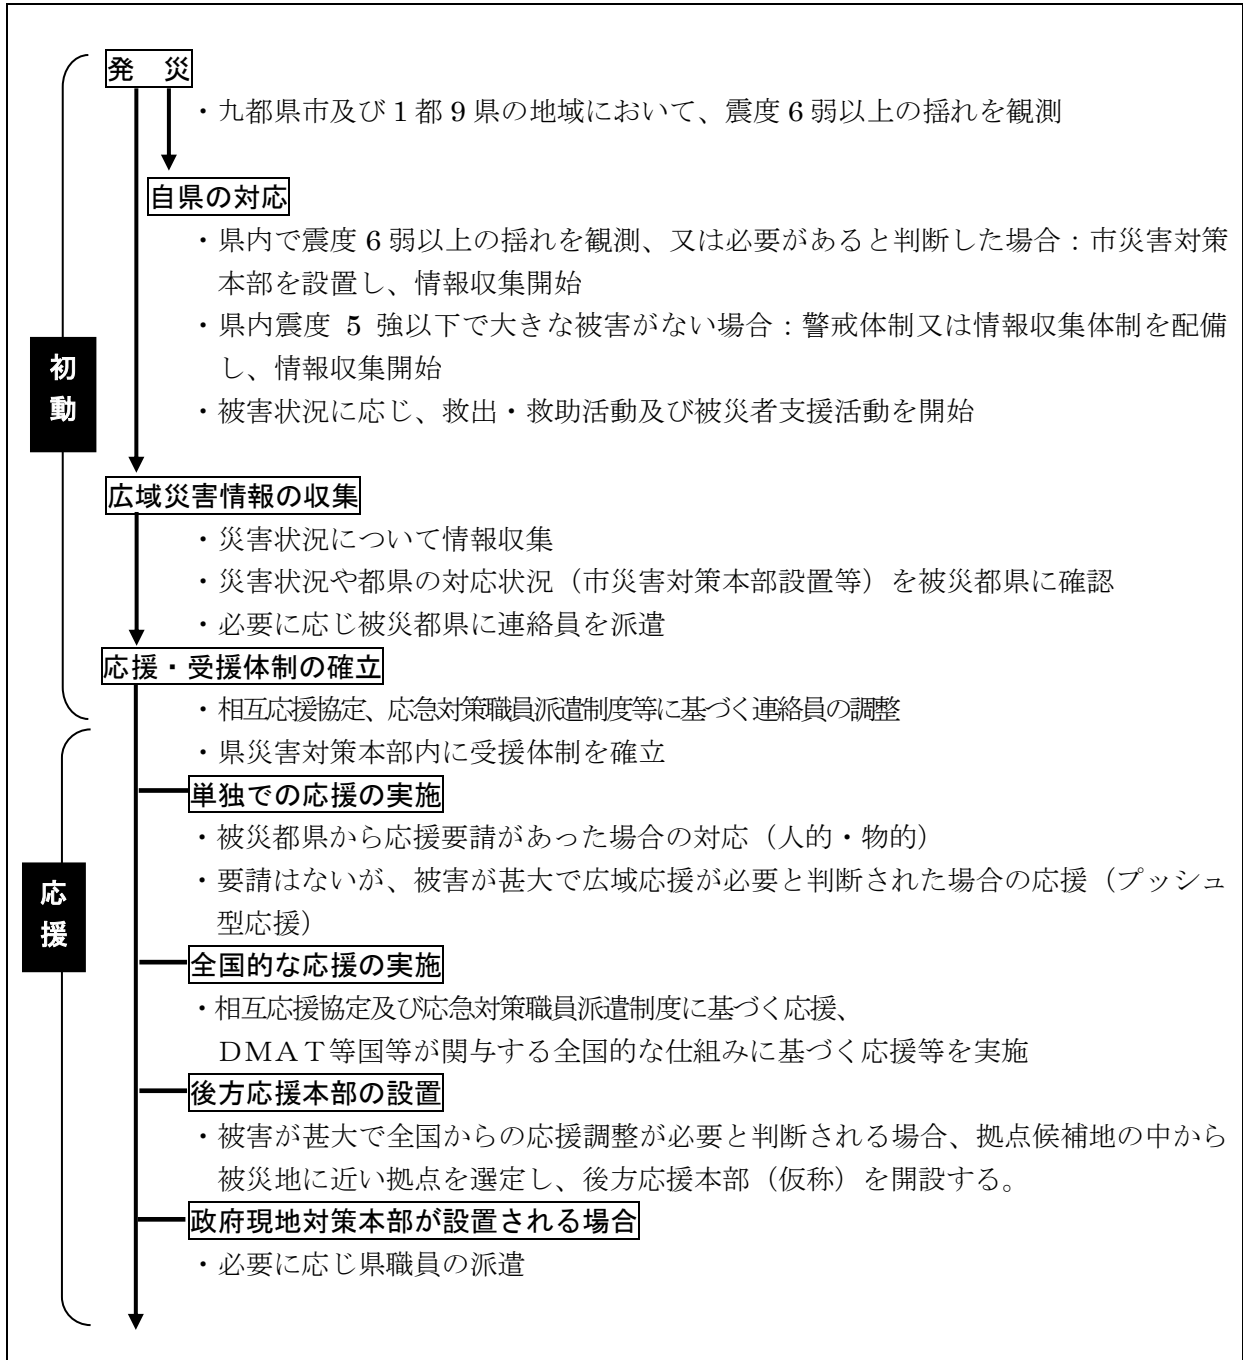 発　災
・九都県市及び1都9県の地域において、震度6弱以上の揺れを観測
自県の対応
・県内で震度6弱以上の揺れを観測、又は必要があると判断した場合：市災害対策
本部を設置し、情報収集開始
・県内震度 5 強以下で大きな被害がない場合：警戒体制又は情報収集体制を配備
し、情報収集開始
・被害状況に応じ、救出・救助活動及び被災者支援活動を開始
初
動
広域災害情報の収集
・災害状況について情報収集
・災害状況や都県の対応状況（市災害対策本部設置等）を被災都県に確認
・必要に応じ被災都県に連絡員を派遣
応援・受援体制の確立
・相互応援協定、応急対策職員派遣制度等に基づく連絡員の調整
・県災害対策本部内に受援体制を確立
単独での応援の実施
・被災都県から応援要請があった場合の対応（人的・物的）
・要請はないが、被害が甚大で広域応援が必要と判断された場合の応援（プッシュ
型応援）
応
援
全国的な応援の実施
・相互応援協定及び応急対策職員派遣制度に基づく応援、
ＤＭＡＴ等国等が関与する全国的な仕組みに基づく応援等を実施
後方応援本部の設置
・被害が甚大で全国からの応援調整が必要と判断される場合、拠点候補地の中から
被災地に近い拠点を選定し、後方応援本部（仮称）を開設する。
政府現地対策本部が設置される場合
・必要に応じ県職員の派遣